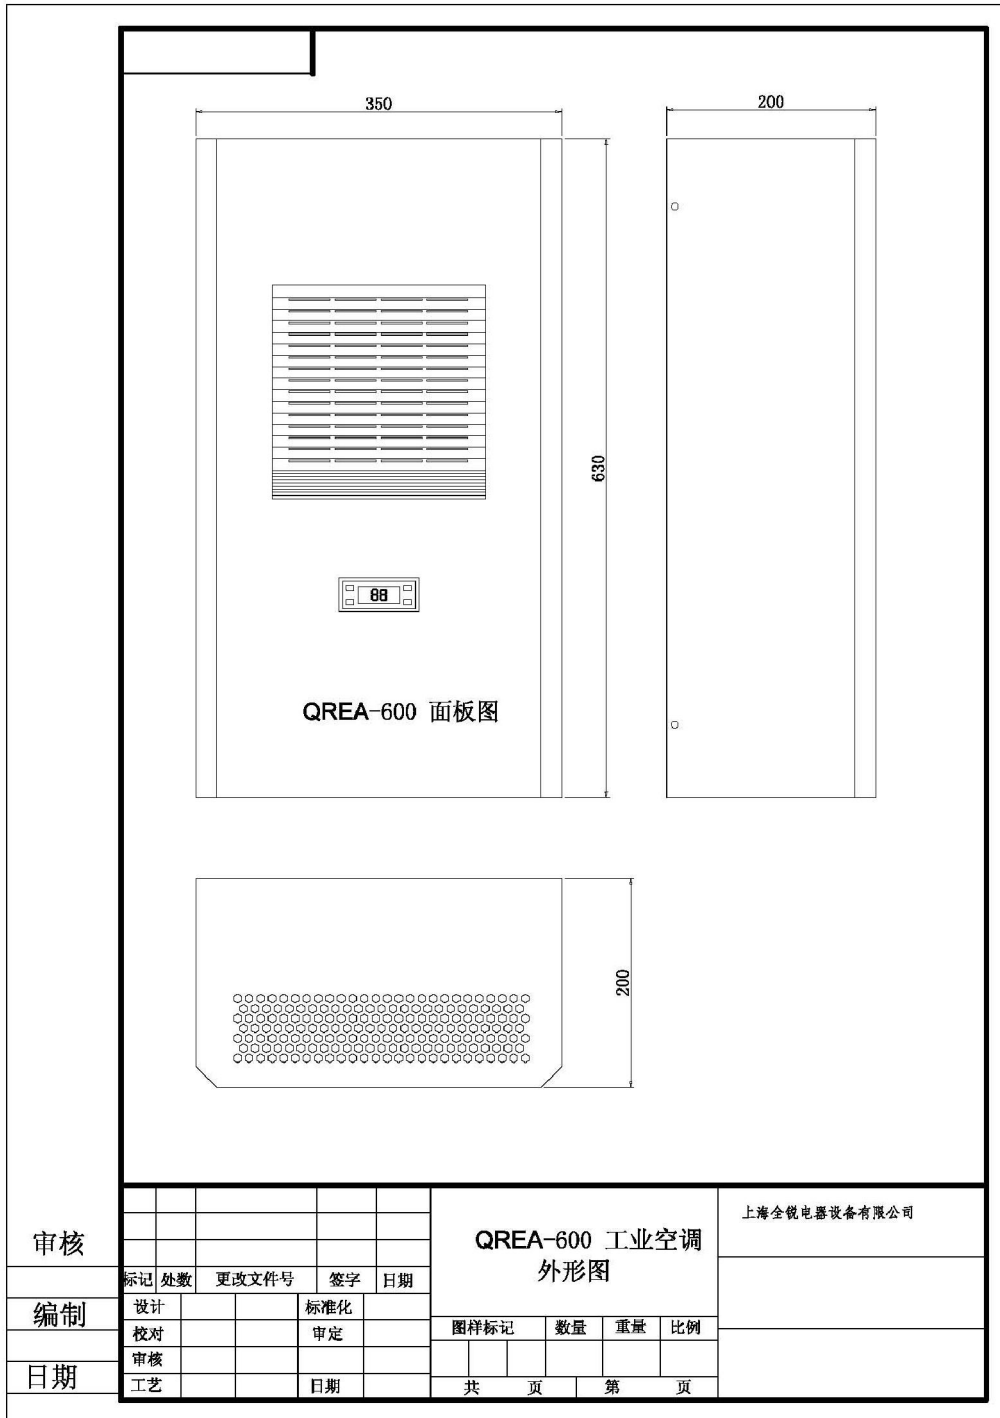 350
200
630
88
QREA-600 面板图
200
审核
编制
日期
标记 处数 更改文件号 签字 日期
设计 标准化
校对 审定
审核
工艺 日期
QREA-600 工业空调
外形图
图样标记 数量 重量 比例
共 页 第 页
上海全锐电器设备有限公司